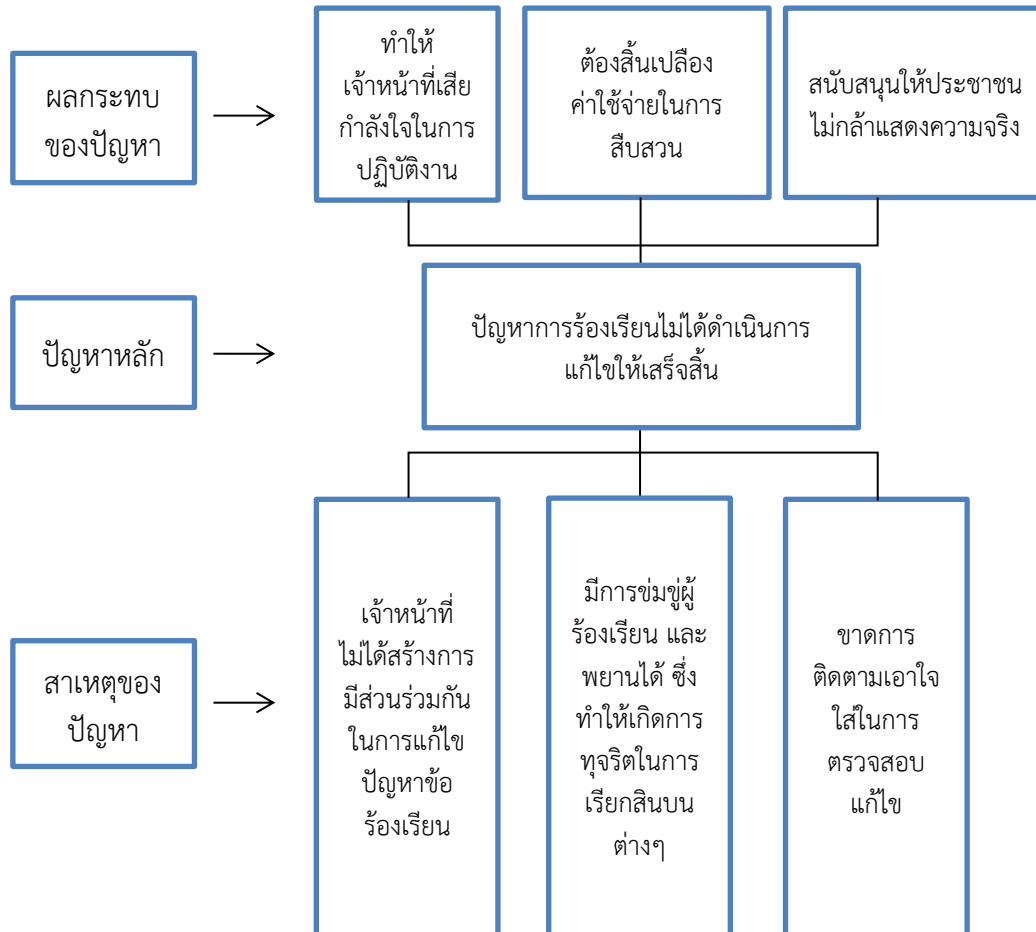 ผลกระทบ
ของปัญหา
ทำให้
เจ้าหน้าที่เสีย
กำลังใจในการ
ปฏิบัติงาน
ต้องสิ้นเปลือง
ค่าใช้จ่ายในการ
สืบสวน
สนับสนุนให้ประชาชน
ไม่กล้าแสดงความจริง
ปัญหาหลัก
ปัญหาการร้องเรียนไม่ได้ดำเนินการ
แก้ไขให้เสร็จสิ้น
สาเหตุของ
ปัญหา
เจ้าหน้าที่
ไม่ได้สร้างการ
มีส่วนร่วมกัน
ในการแก้ไข
ปัญหาข้อ
ร้องเรียน
มีการข่มขู่ผู้
ร้องเรียน และ
พยานได้ ซึ่ง
ทำให้เกิดการ
ทุจริตในการ
เรียกสินบน
ต่างๆ
ขาดการ
ติดตามเอาใจ
ใส่ในการ
ตรวจสอบ
แก้ไข